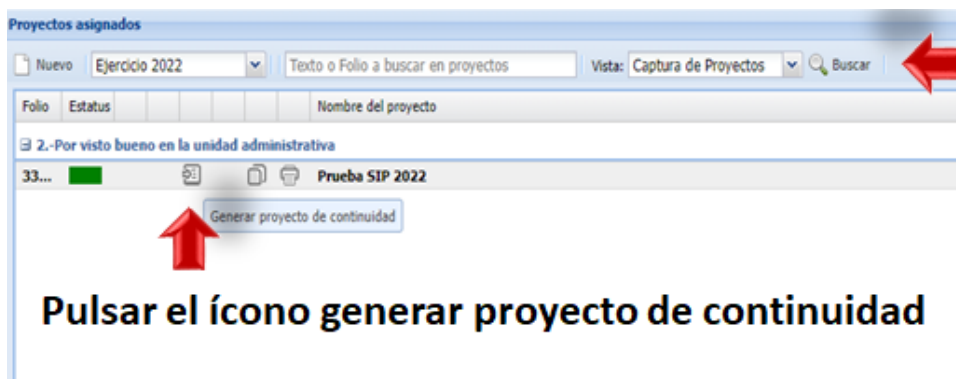 Proyectos asignados
Nuevo Ejercicio 2022 Texto o Folio a buscar en proyectos Vista: Captura de Proyectos Buscar
Folio Estatus Nombre del proyecto
2.-Por visto bueno en la unidad administrativa
33... Prueba SIP 2022
Generar proyecto de continuidad
Pulsar el ícono generar proyecto de continuidad